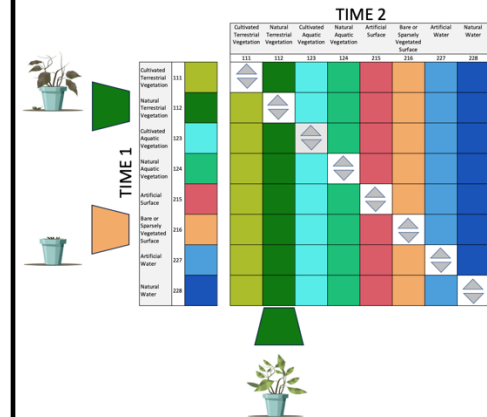 TIME 2
Cultivated Terrestrial Vegetation
Natural Terrestrial Vegetation
Cultivated Aquatic Vegetation
Natural Aquatic Vegetation
Artificial Surface
Bare or Sparsely Vegetated Surface
Artificial Water
Natural Water
111 112 123 124 215 216 227 228
TIME 1
Cultivated
Terrestrial 111
Vegetation
Natural
Terrestrial 112
Vegetation
Cultivated
Aquatic 123
Vegetation
Natural
Aquatic 124
Vegetation
Artificial 215
Surface
Bare or
Sparsely 216
Vegetated
Surface
Artificial 227
Water
Natural 228
Water